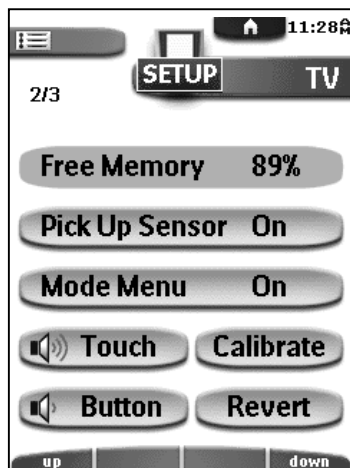 11:28AM
SETUP
TV
2/3
Free Memory 89%
Pick Up Sensor On
Mode Menu On
Touch Calibrate
Button Revert
up down